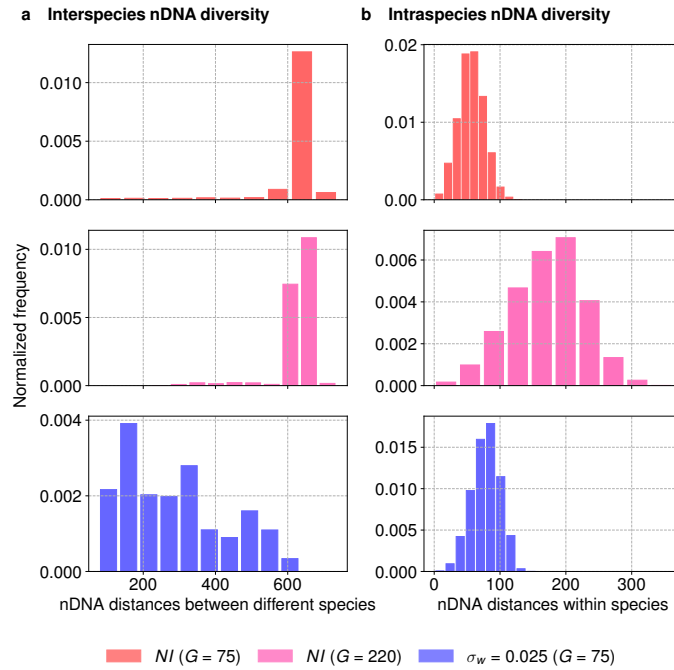 a Interspecies nDNA diversity
b Intraspecies nDNA diversity
0.010
0.005
0.000
0.02
0.01
0.00
Normalized frequency
0.010
0.005
0.000
0.006
0.004
0.002
0.000
0.004
0.002
0.000
200 400 600
nDNA distances between different species
0.015
0.010
0.005
0.000
0 100 200 300
nDNA distances within species
NI (G = 75) NI (G = 220) σw = 0.025 (G = 75)